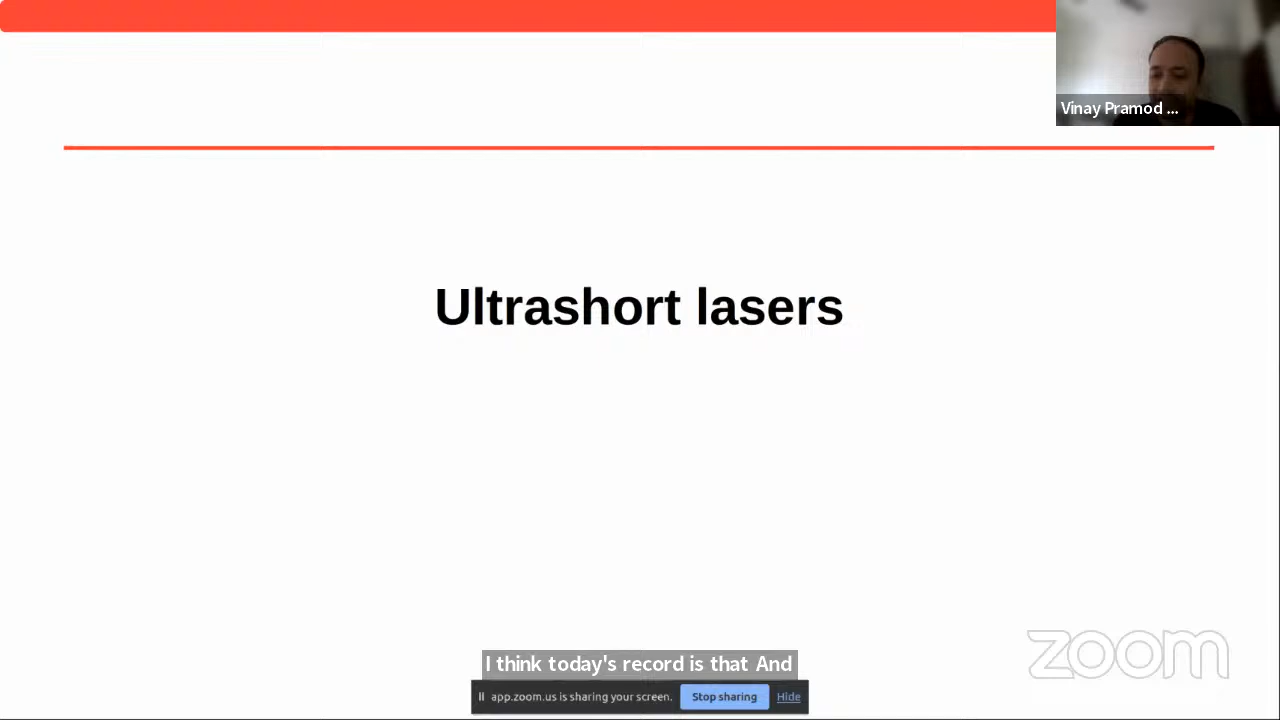 Vinay Pramod ...
Ultrashort lasers
zoom
I think today's record is that And
app.zoom.us is sharing your screen. Stop sharing Hide